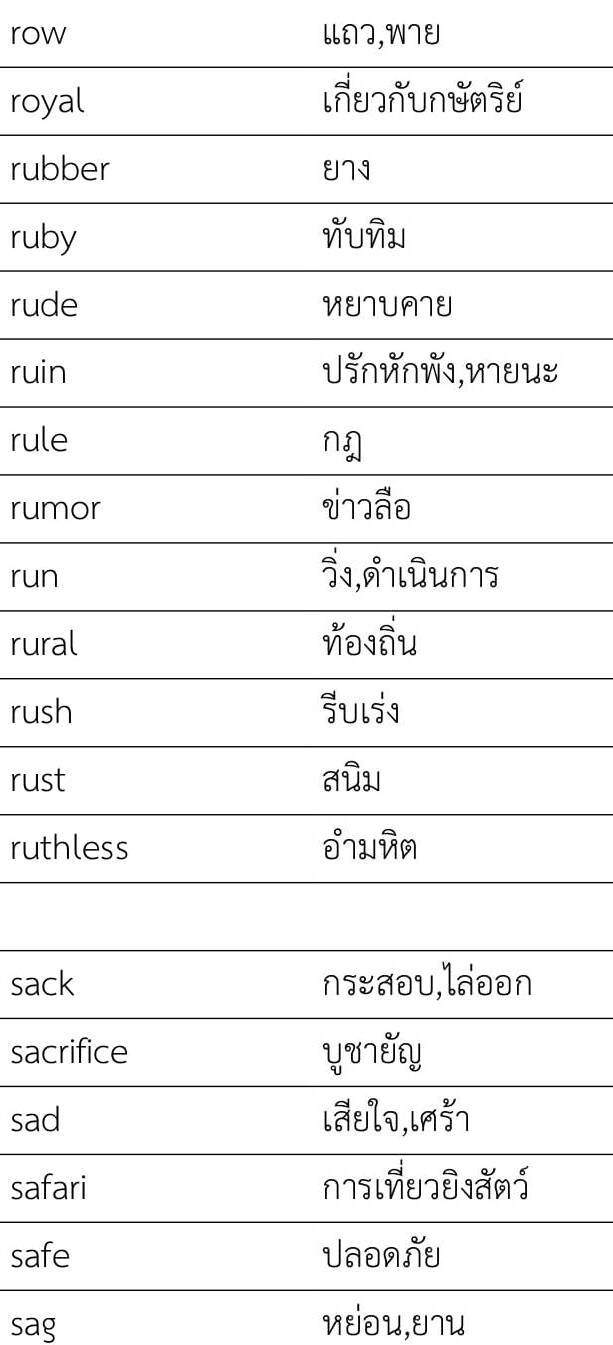 row แถว,พาย
royal เกี่ยวกับกษัตริย์
rubber ยาง
ruby ทับทิม
rude หยาบคาย
ruin ปรักหักพัง,หายนะ
rule กฎ
rumor ข่าวลือ
run วิ่ง,ดำเนินการ
rural ท้องถิ่น
rush รีบเร่ง
rust สนิม
ruthless อำมหิต
sack กระสอบ,ไล่ออก
sacrifice บูชายัญ
sad เสียใจ,เศร้า
safari การเที่ยวยิงสัตว์
safe ปลอดภัย
sag หย่อน,ยาน